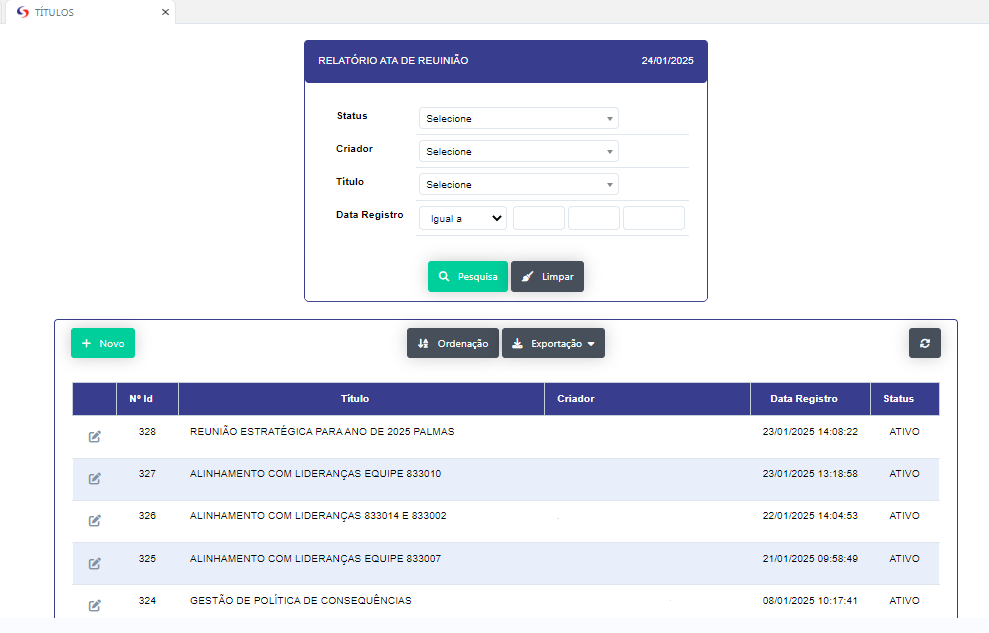 TÍTULOS
RELATÓRIO ATA DE REUINIÃO 24/01/2025
Status Selecione
Criador Selecione
Título Selecione
Data Registro Igual a
Pesquisa Limpar
Novo Ordenação Exportação
Nº Id Título Criador Data Registro Status
328 REUNIÃO ESTRATÉGICA PARA ANO DE 2025 PALMAS 23/01/2025 14:08:22 ATIVO
327 ALINHAMENTO COM LIDERANÇAS EQUIPE 833010 23/01/2025 13:18:58 ATIVO
326 ALINHAMENTO COM LIDERANÇAS 833014 E 833002 22/01/2025 14:04:53 ATIVO
325 ALINHAMENTO COM LIDERANÇAS EQUIPE 833007 21/01/2025 09:58:49 ATIVO
324 GESTÃO DE POLÍTICA DE CONSEQUÊNCIAS 08/01/2025 10:17:41 ATIVO